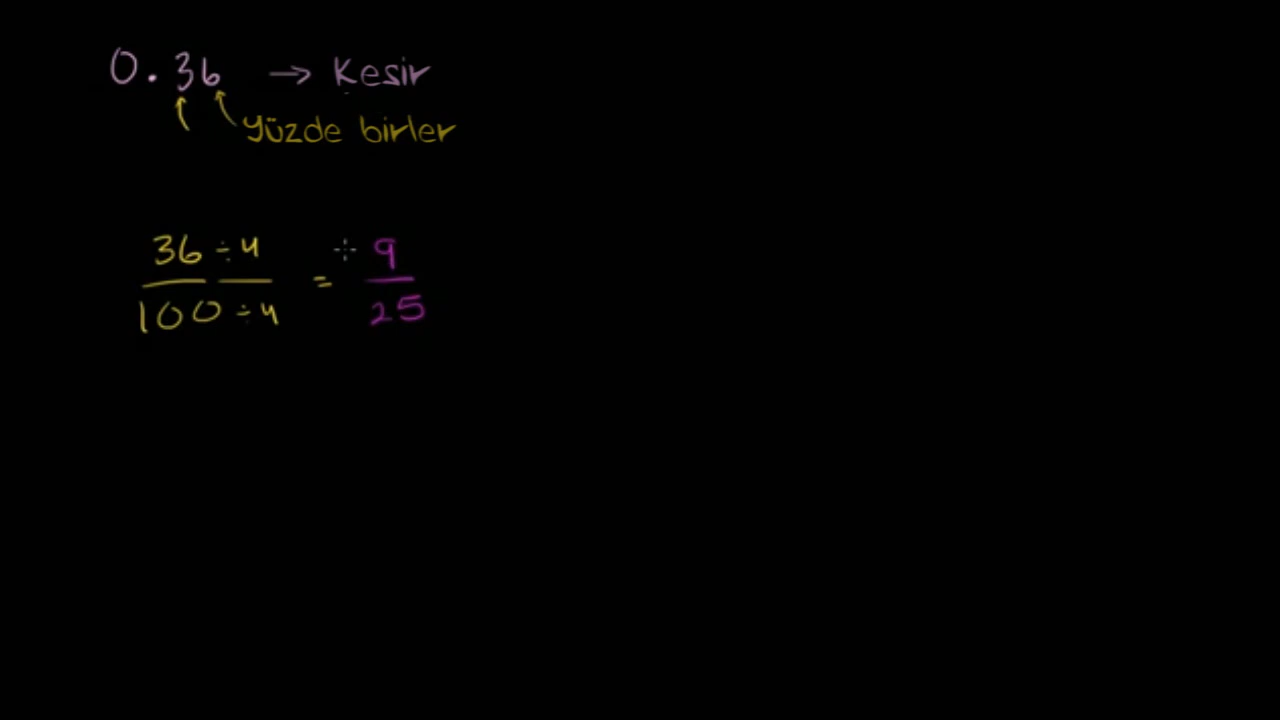 0.36 → Kesir
Yüzde birler
36 ÷ 4 / 100 ÷ 4 = 9 / 25